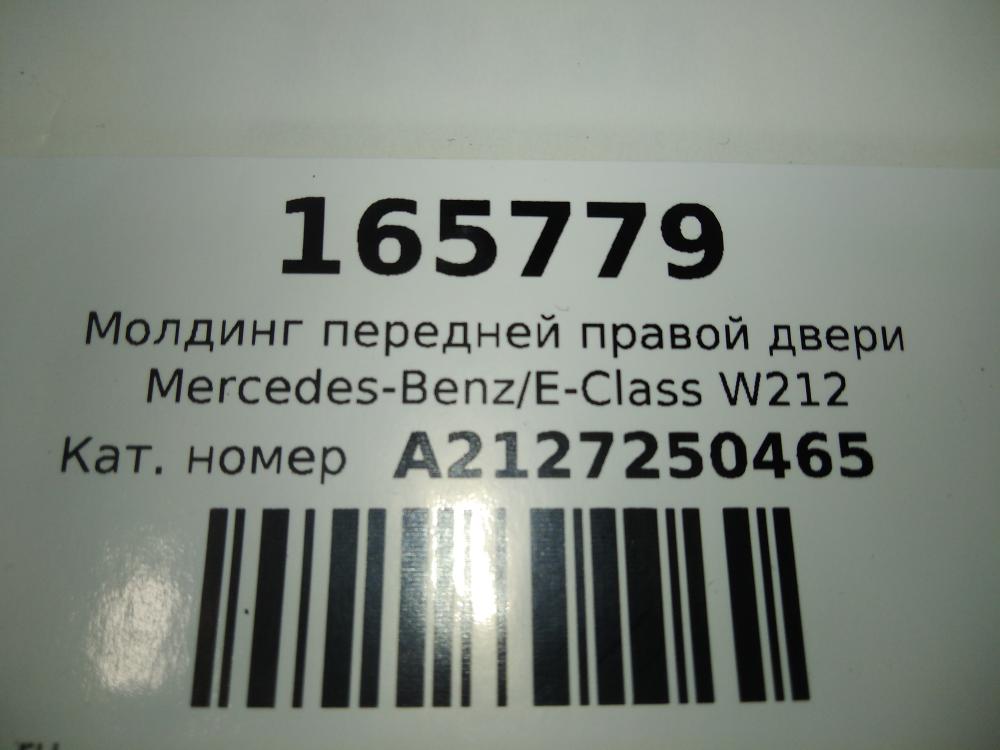 165779
Молдинг передней правой двери
Mercedes-Benz/E-Class W212
Кат. номер A2127250465